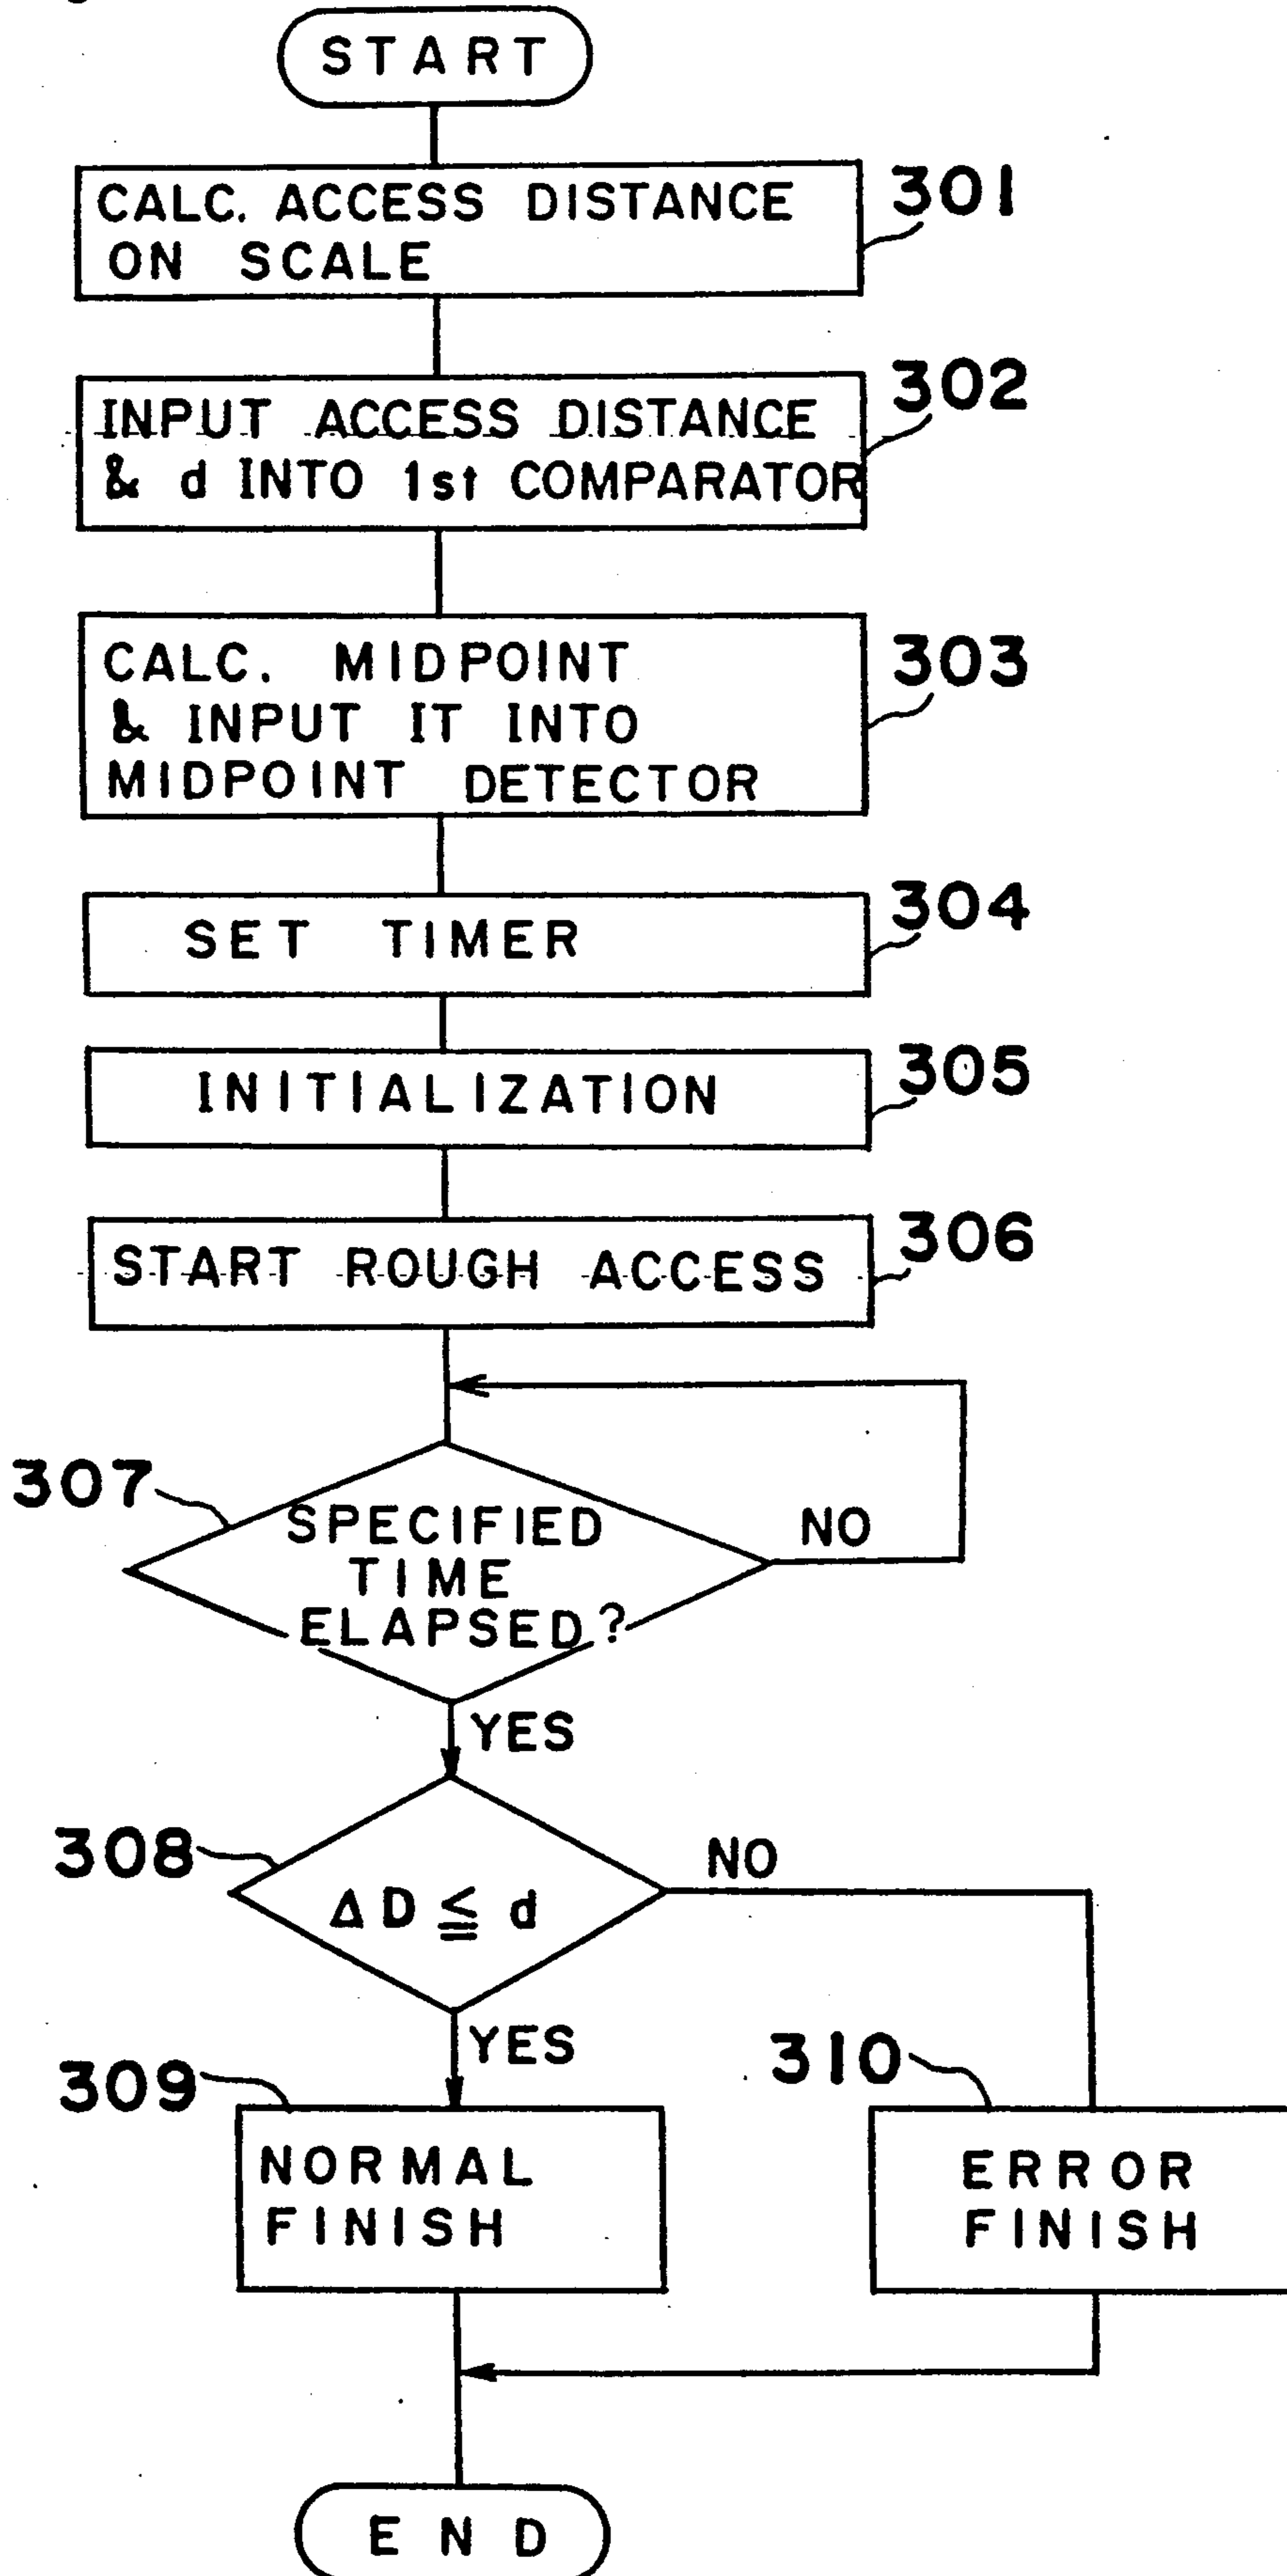 START
CALC. ACCESS DISTANCE
ON SCALE
301
INPUT ACCESS DISTANCE
& d INTO 1st COMPARATOR
302
CALC. MIDPOINT
& INPUT IT INTO
MIDPOINT DETECTOR
303
SET TIMER
304
INITIALIZATION
305
START ROUGH ACCESS
306
307
SPECIFIED
TIME
ELAPSED?
NO
YES
308
ΔD ≦ d
NO
YES
309
NORMAL
FINISH
310
ERROR
FINISH
END